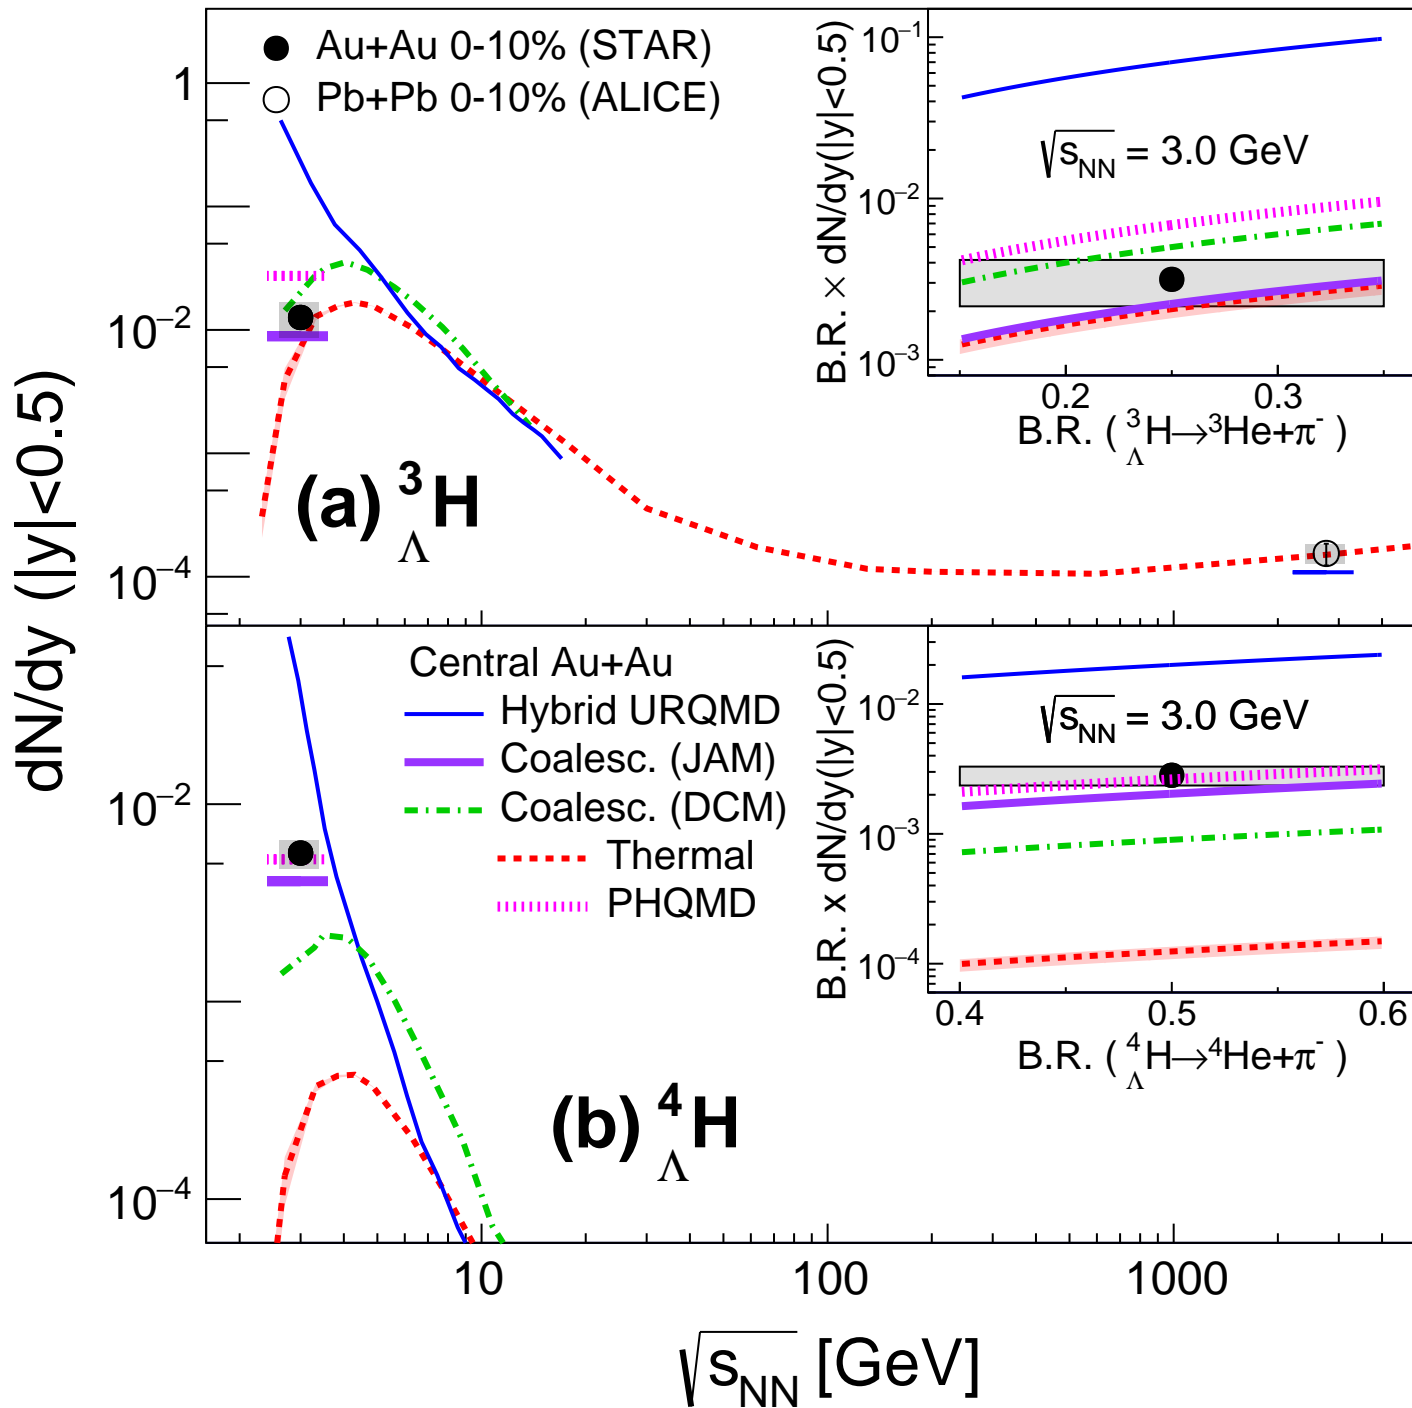 Au+Au 0-10% (STAR)
Pb+Pb 0-10% (ALICE)
1
10⁻²
10⁻⁴
(a) ³ΛH
dN/dy (|y|<0.5)
B.R. × dN/dy(|y|<0.5)
10⁻¹
10⁻²
10⁻³
√sNN = 3.0 GeV
0.2 0.3
B.R. ( ³ΛH→³He+π⁻ )
Central Au+Au
Hybrid URQMD
Coalesc. (JAM)
Coalesc. (DCM)
Thermal
PHQMD
10⁻²
10⁻⁴
(b) ⁴ΛH
B.R. x dN/dy(|y|<0.5)
10⁻²
10⁻³
10⁻⁴
√sNN = 3.0 GeV
0.4 0.5 0.6
B.R. ( ⁴ΛH→⁴He+π⁻ )
10 100 1000
√sNN [GeV]